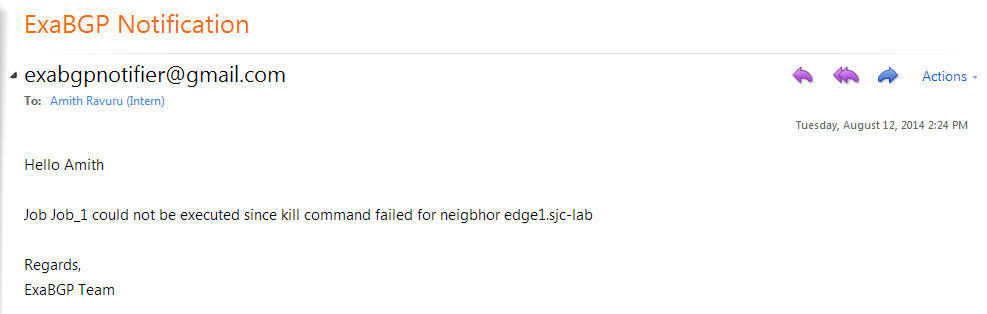 ExaBGP Notification
exabgpnotifier@gmail.com
Actions
To: Amith Ravuru (Intern)
Tuesday, August 12, 2014 2:24 PM
Hello Amith
Job Job_1 could not be executed since kill command failed for neigbhor edge1.sjc-lab
Regards,
ExaBGP Team